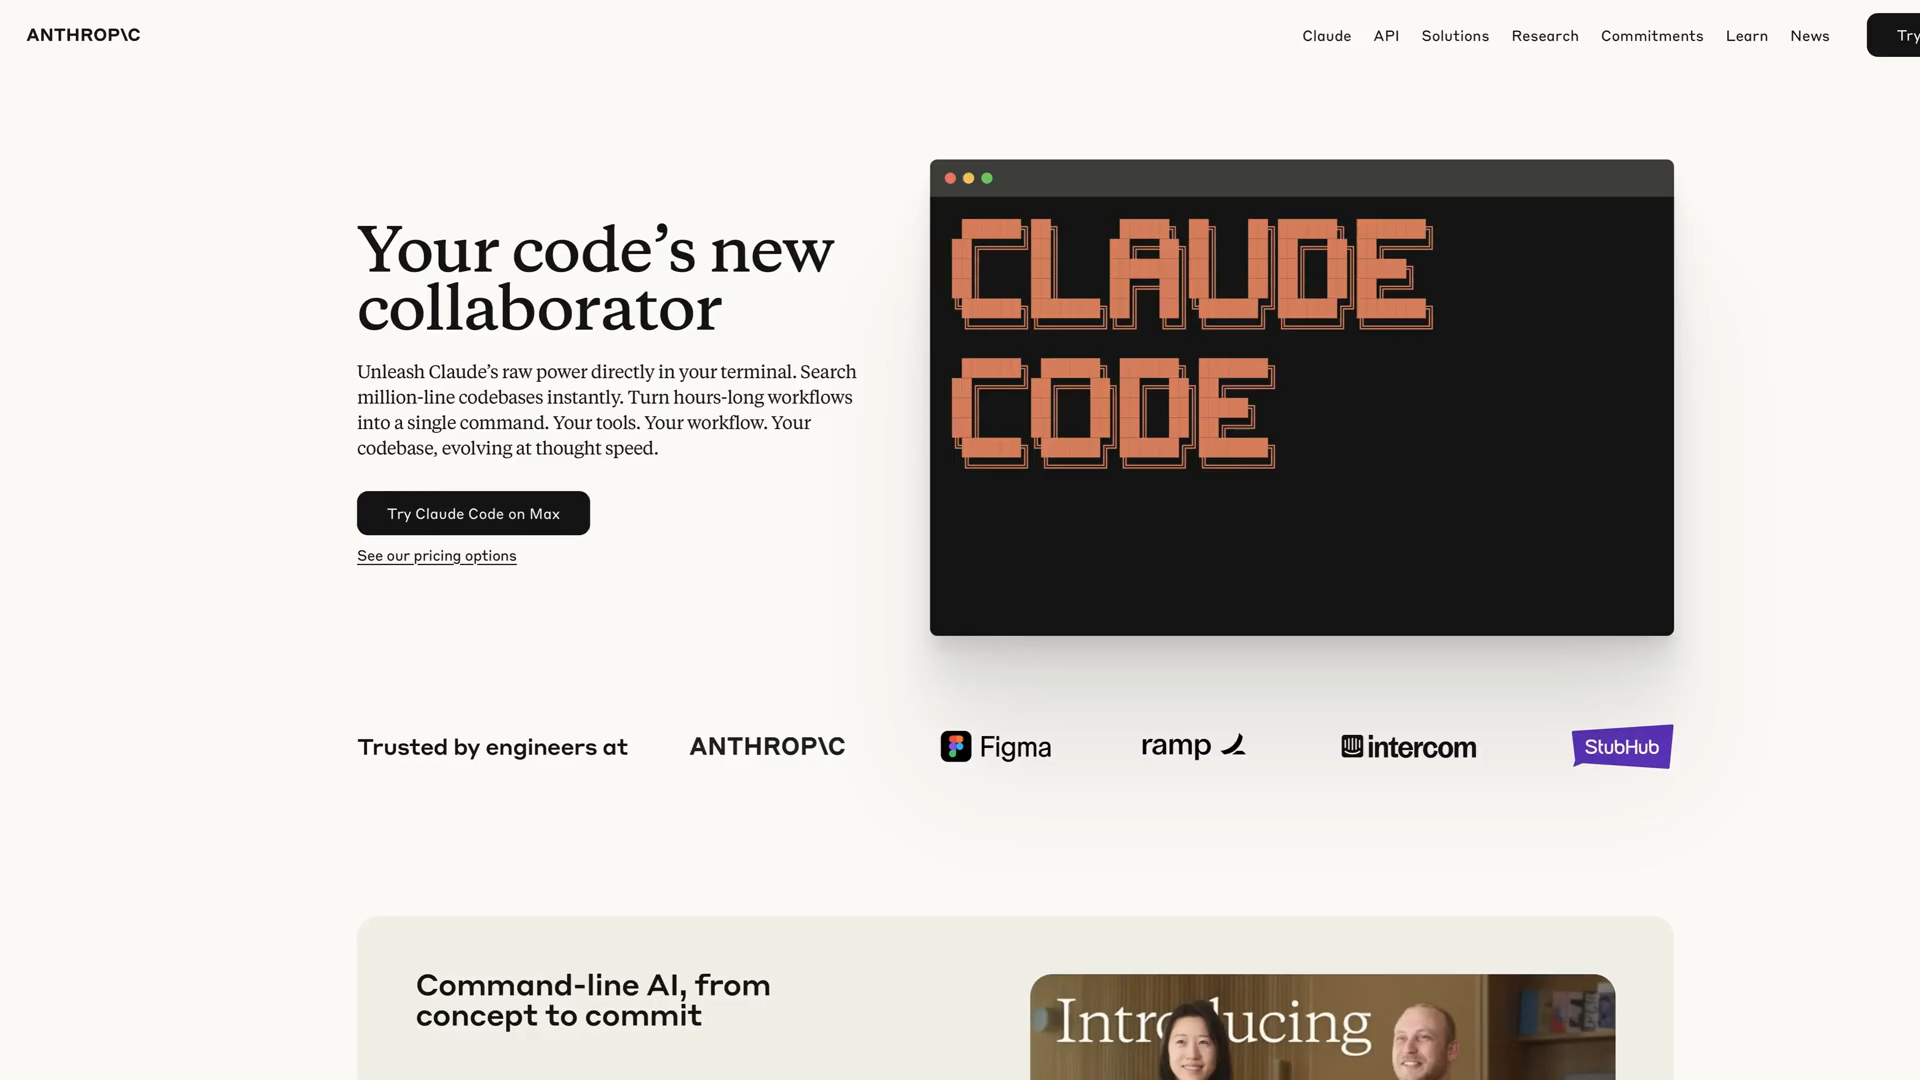 ANTHROP\C
Claude API Solutions Research Commitments Learn News Try
Your code’s new
collaborator
Unleash Claude’s raw power directly in your terminal. Search
million-line codebases instantly. Turn hours-long workflows
into a single command. Your tools. Your workflow. Your
codebase, evolving at thought speed.
Try Claude Code on Max
See our pricing options
CLAUDE
CODE
Trusted by engineers at
ANTHROP\C
Figma
ramp
intercom
StubHub
Command-line AI, from
concept to commit
Introducing